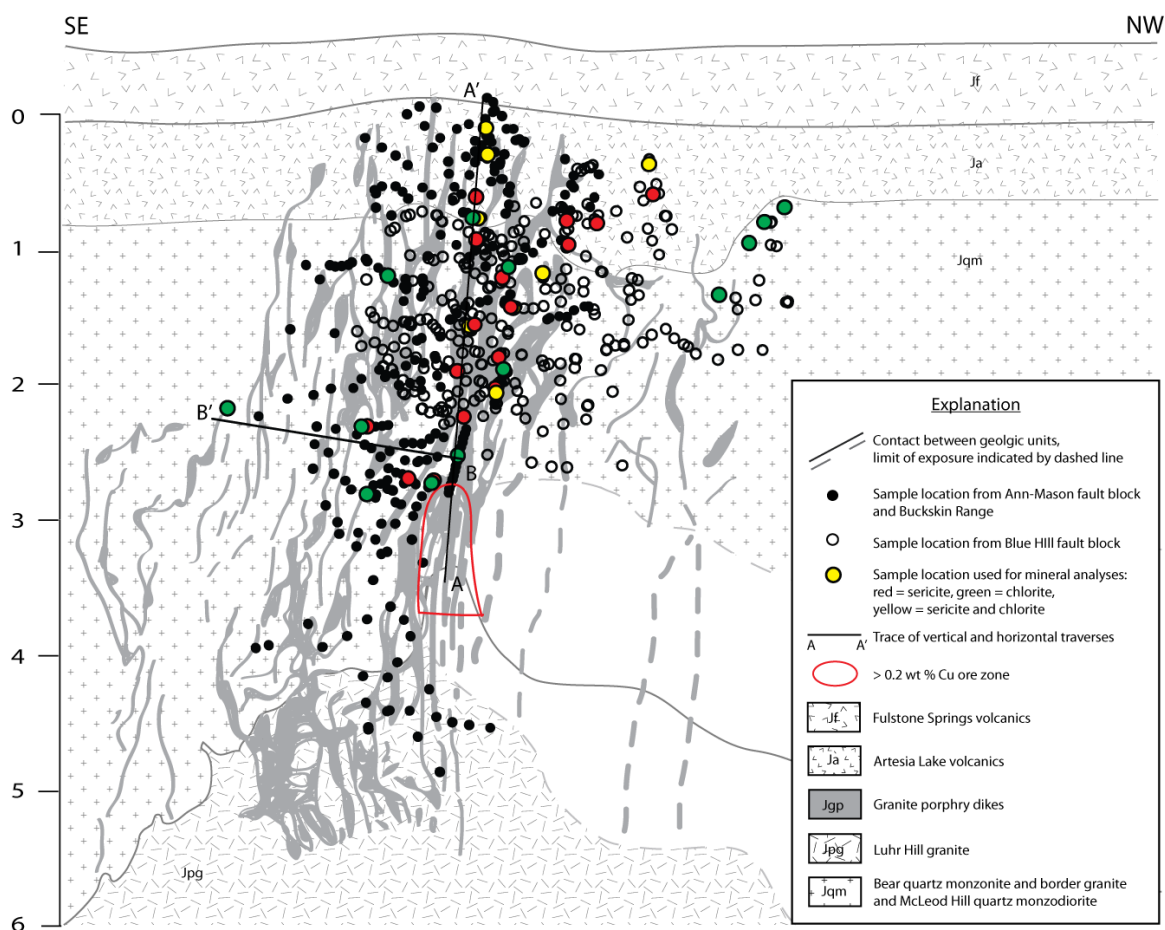 SE
NW
A'
Jf
0
Ja
1
Jqm
2
B'
B
3
A
4
5
Jpg
6
Explanation
Contact between geolgic units,
limit of exposure indicated by dashed line
Sample location from Ann-Mason fault block
and Buckskin Range
Sample location from Blue HIll fault block
Sample location used for mineral analyses:
red = sericite, green = chlorite,
yellow = sericite and chlorite
A A' Trace of vertical and horizontal traverses
> 0.2 wt % Cu ore zone
Jf Fulstone Springs volcanics
Ja Artesia Lake volcanics
Jgp Granite porphry dikes
Jpg Luhr Hill granite
Jqm Bear quartz monzonite and border granite
and McLeod Hill quartz monzodiorite